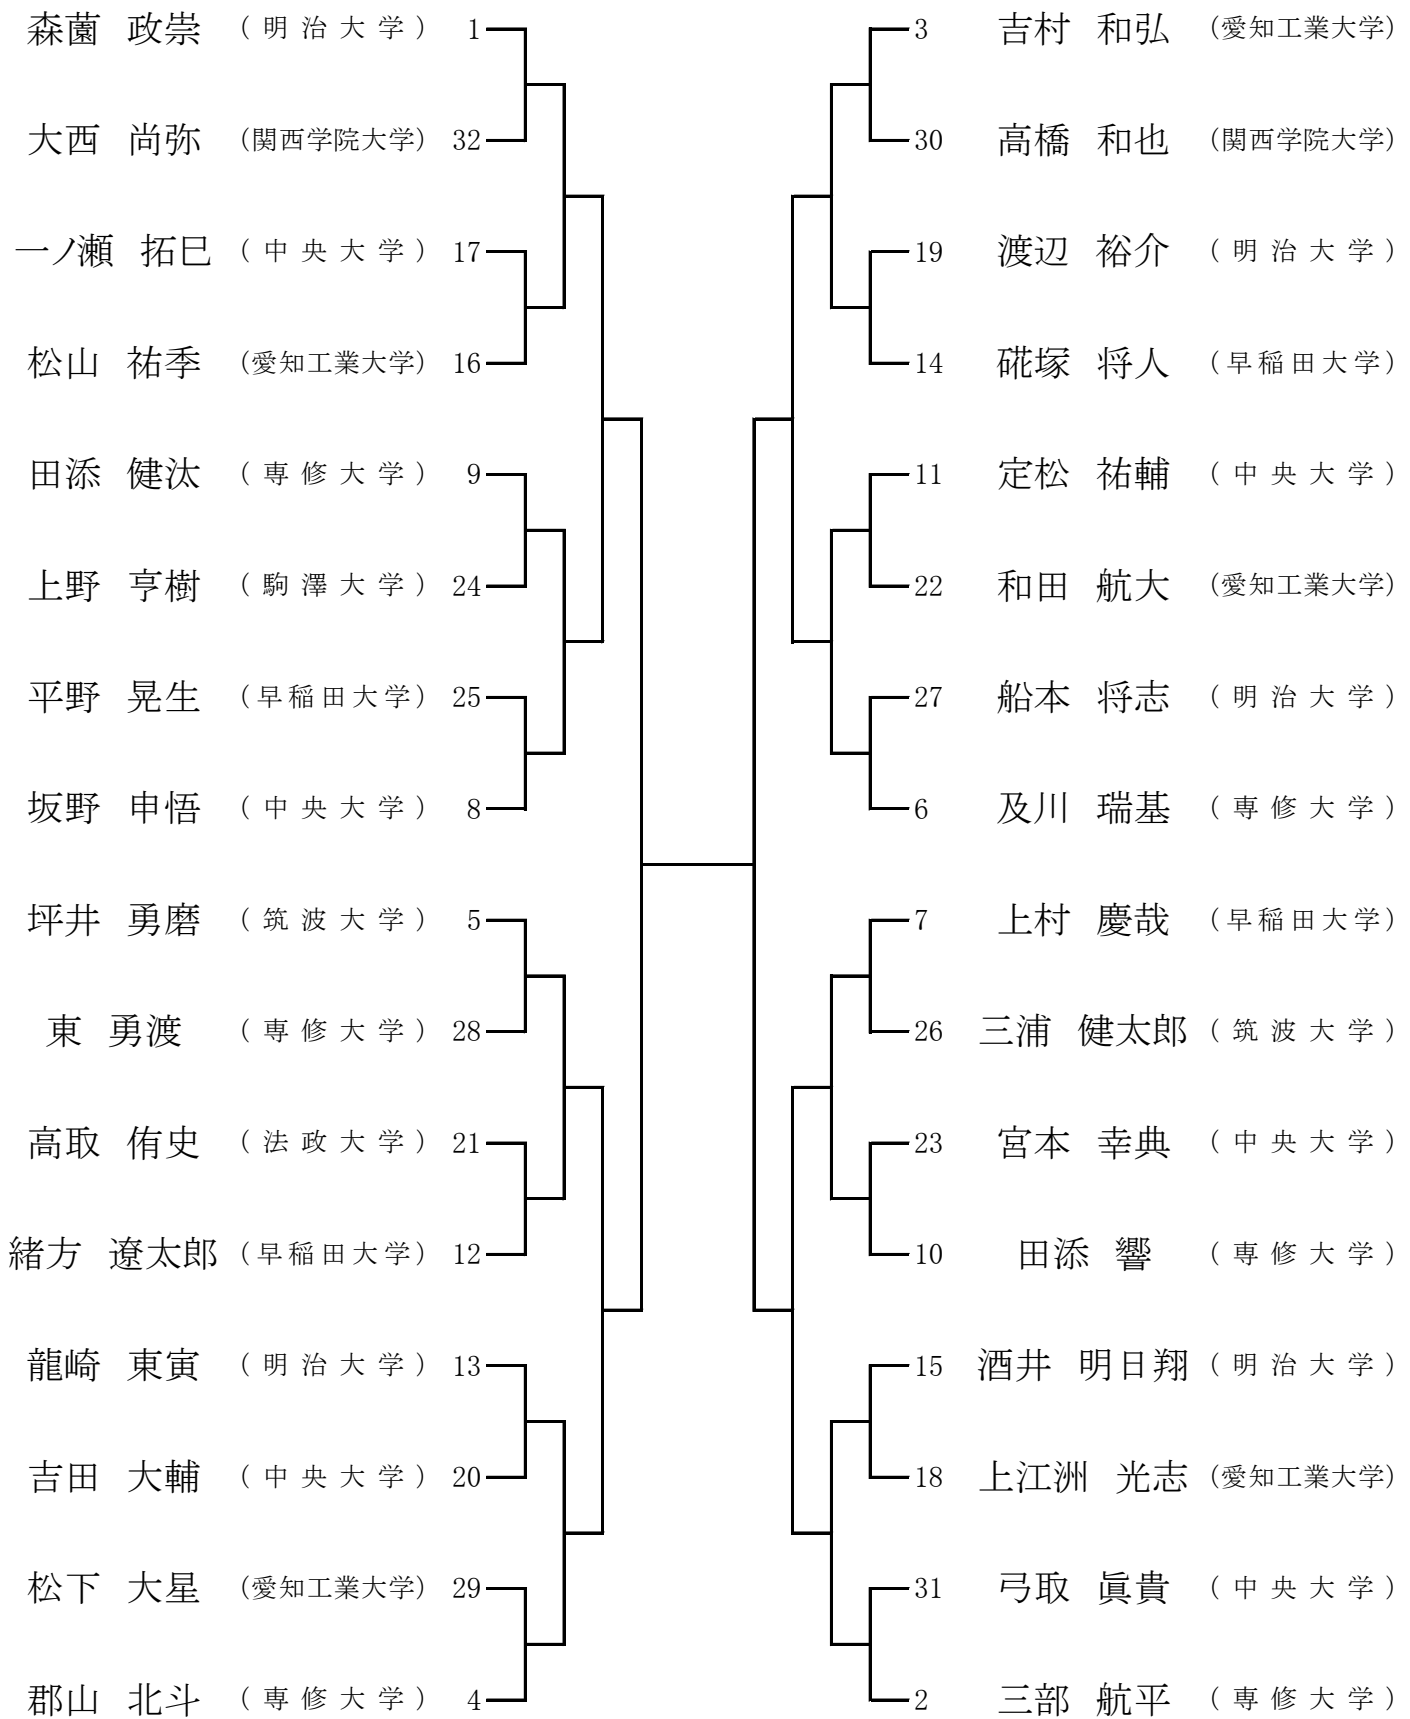 森薗 政崇 (明治大学) 1
大西 尚弥 (関西学院大学) 32
一ノ瀬 拓巳 (中央大学) 17
松山 祐季 (愛知工業大学) 16
田添 健汰 (専修大学) 9
上野 亨樹 (駒澤大学) 24
平野 晃生 (早稲田大学) 25
坂野 申悟 (中央大学) 8
坪井 勇磨 (筑波大学) 5
東 勇渡 (専修大学) 28
高取 侑史 (法政大学) 21
緒方 遼太郎 (早稲田大学) 12
龍崎 東寅 (明治大学) 13
吉田 大輔 (中央大学) 20
松下 大星 (愛知工業大学) 29
郡山 北斗 (専修大学) 4
3 吉村 和弘 (愛知工業大学)
30 高橋 和也 (関西学院大学)
19 渡辺 裕介 (明治大学)
14 硴塚 将人 (早稲田大学)
11 定松 祐輔 (中央大学)
22 和田 航大 (愛知工業大学)
27 船本 将志 (明治大学)
6 及川 瑞基 (専修大学)
7 上村 慶哉 (早稲田大学)
26 三浦 健太郎 (筑波大学)
23 宮本 幸典 (中央大学)
10 田添 響 (専修大学)
15 酒井 明日翔 (明治大学)
18 上江洲 光志 (愛知工業大学)
31 弓取 眞貴 (中央大学)
2 三部 航平 (専修大学)